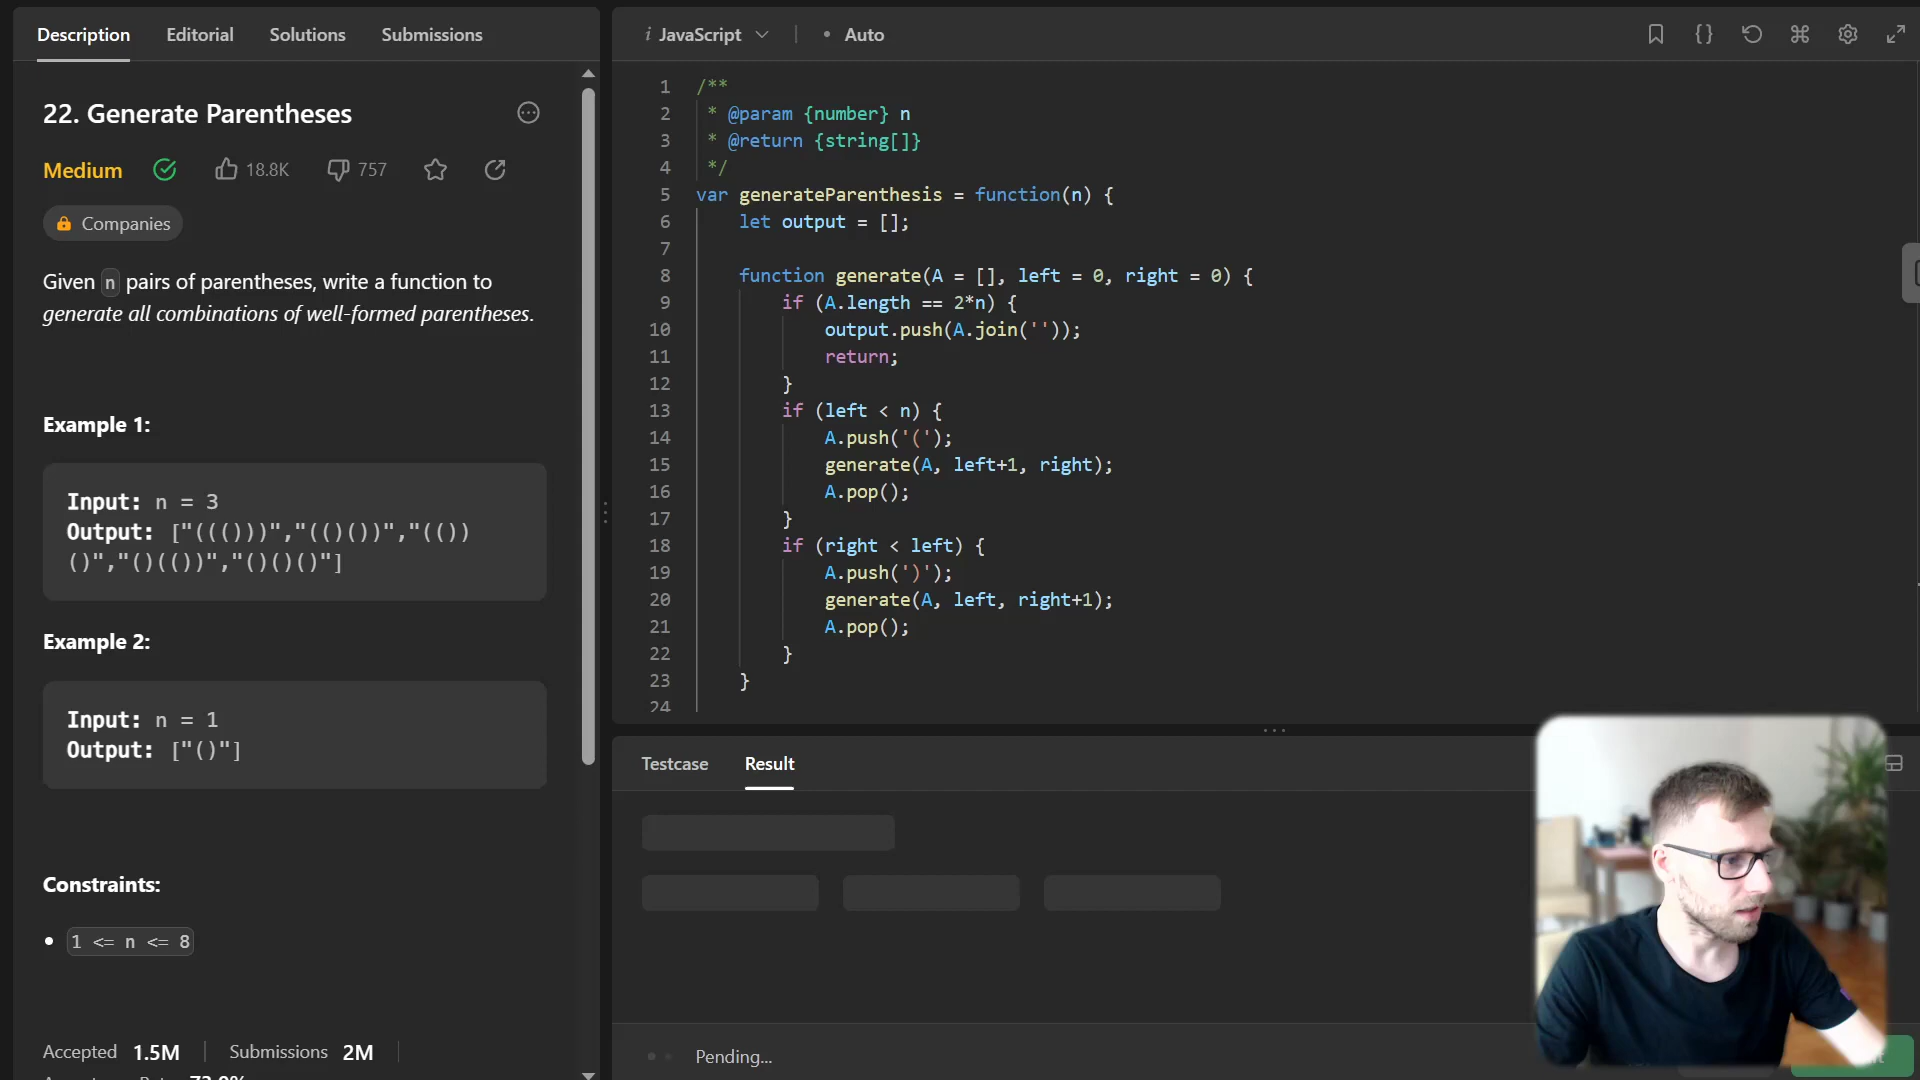 Description Editorial Solutions Submissions
22. Generate Parentheses
Medium 18.8K 757
Companies
Given n pairs of parentheses, write a function to
generate all combinations of well-formed parentheses.
Example 1:
Input: n = 3
Output: ["((()))","(()())","(())
()","()(())","()()()"]
Example 2:
Input: n = 1
Output: ["()"]
Constraints:
1 <= n <= 8
Accepted 1.5M Submissions 2M
i JavaScript Auto
1 /**
2 * @param {number} n
3 * @return {string[]}
4 */
5 var generateParenthesis = function(n) {
6 let output = [];
7
8 function generate(A = [], left = 0, right = 0) {
9 if (A.length == 2*n) {
10 output.push(A.join(''));
11 return;
12 }
13 if (left < n) {
14 A.push('(');
15 generate(A, left+1, right);
16 A.pop();
17 }
18 if (right < left) {
19 A.push(')');
20 generate(A, left, right+1);
21 A.pop();
22 }
23 }
24
Testcase Result
Pending...